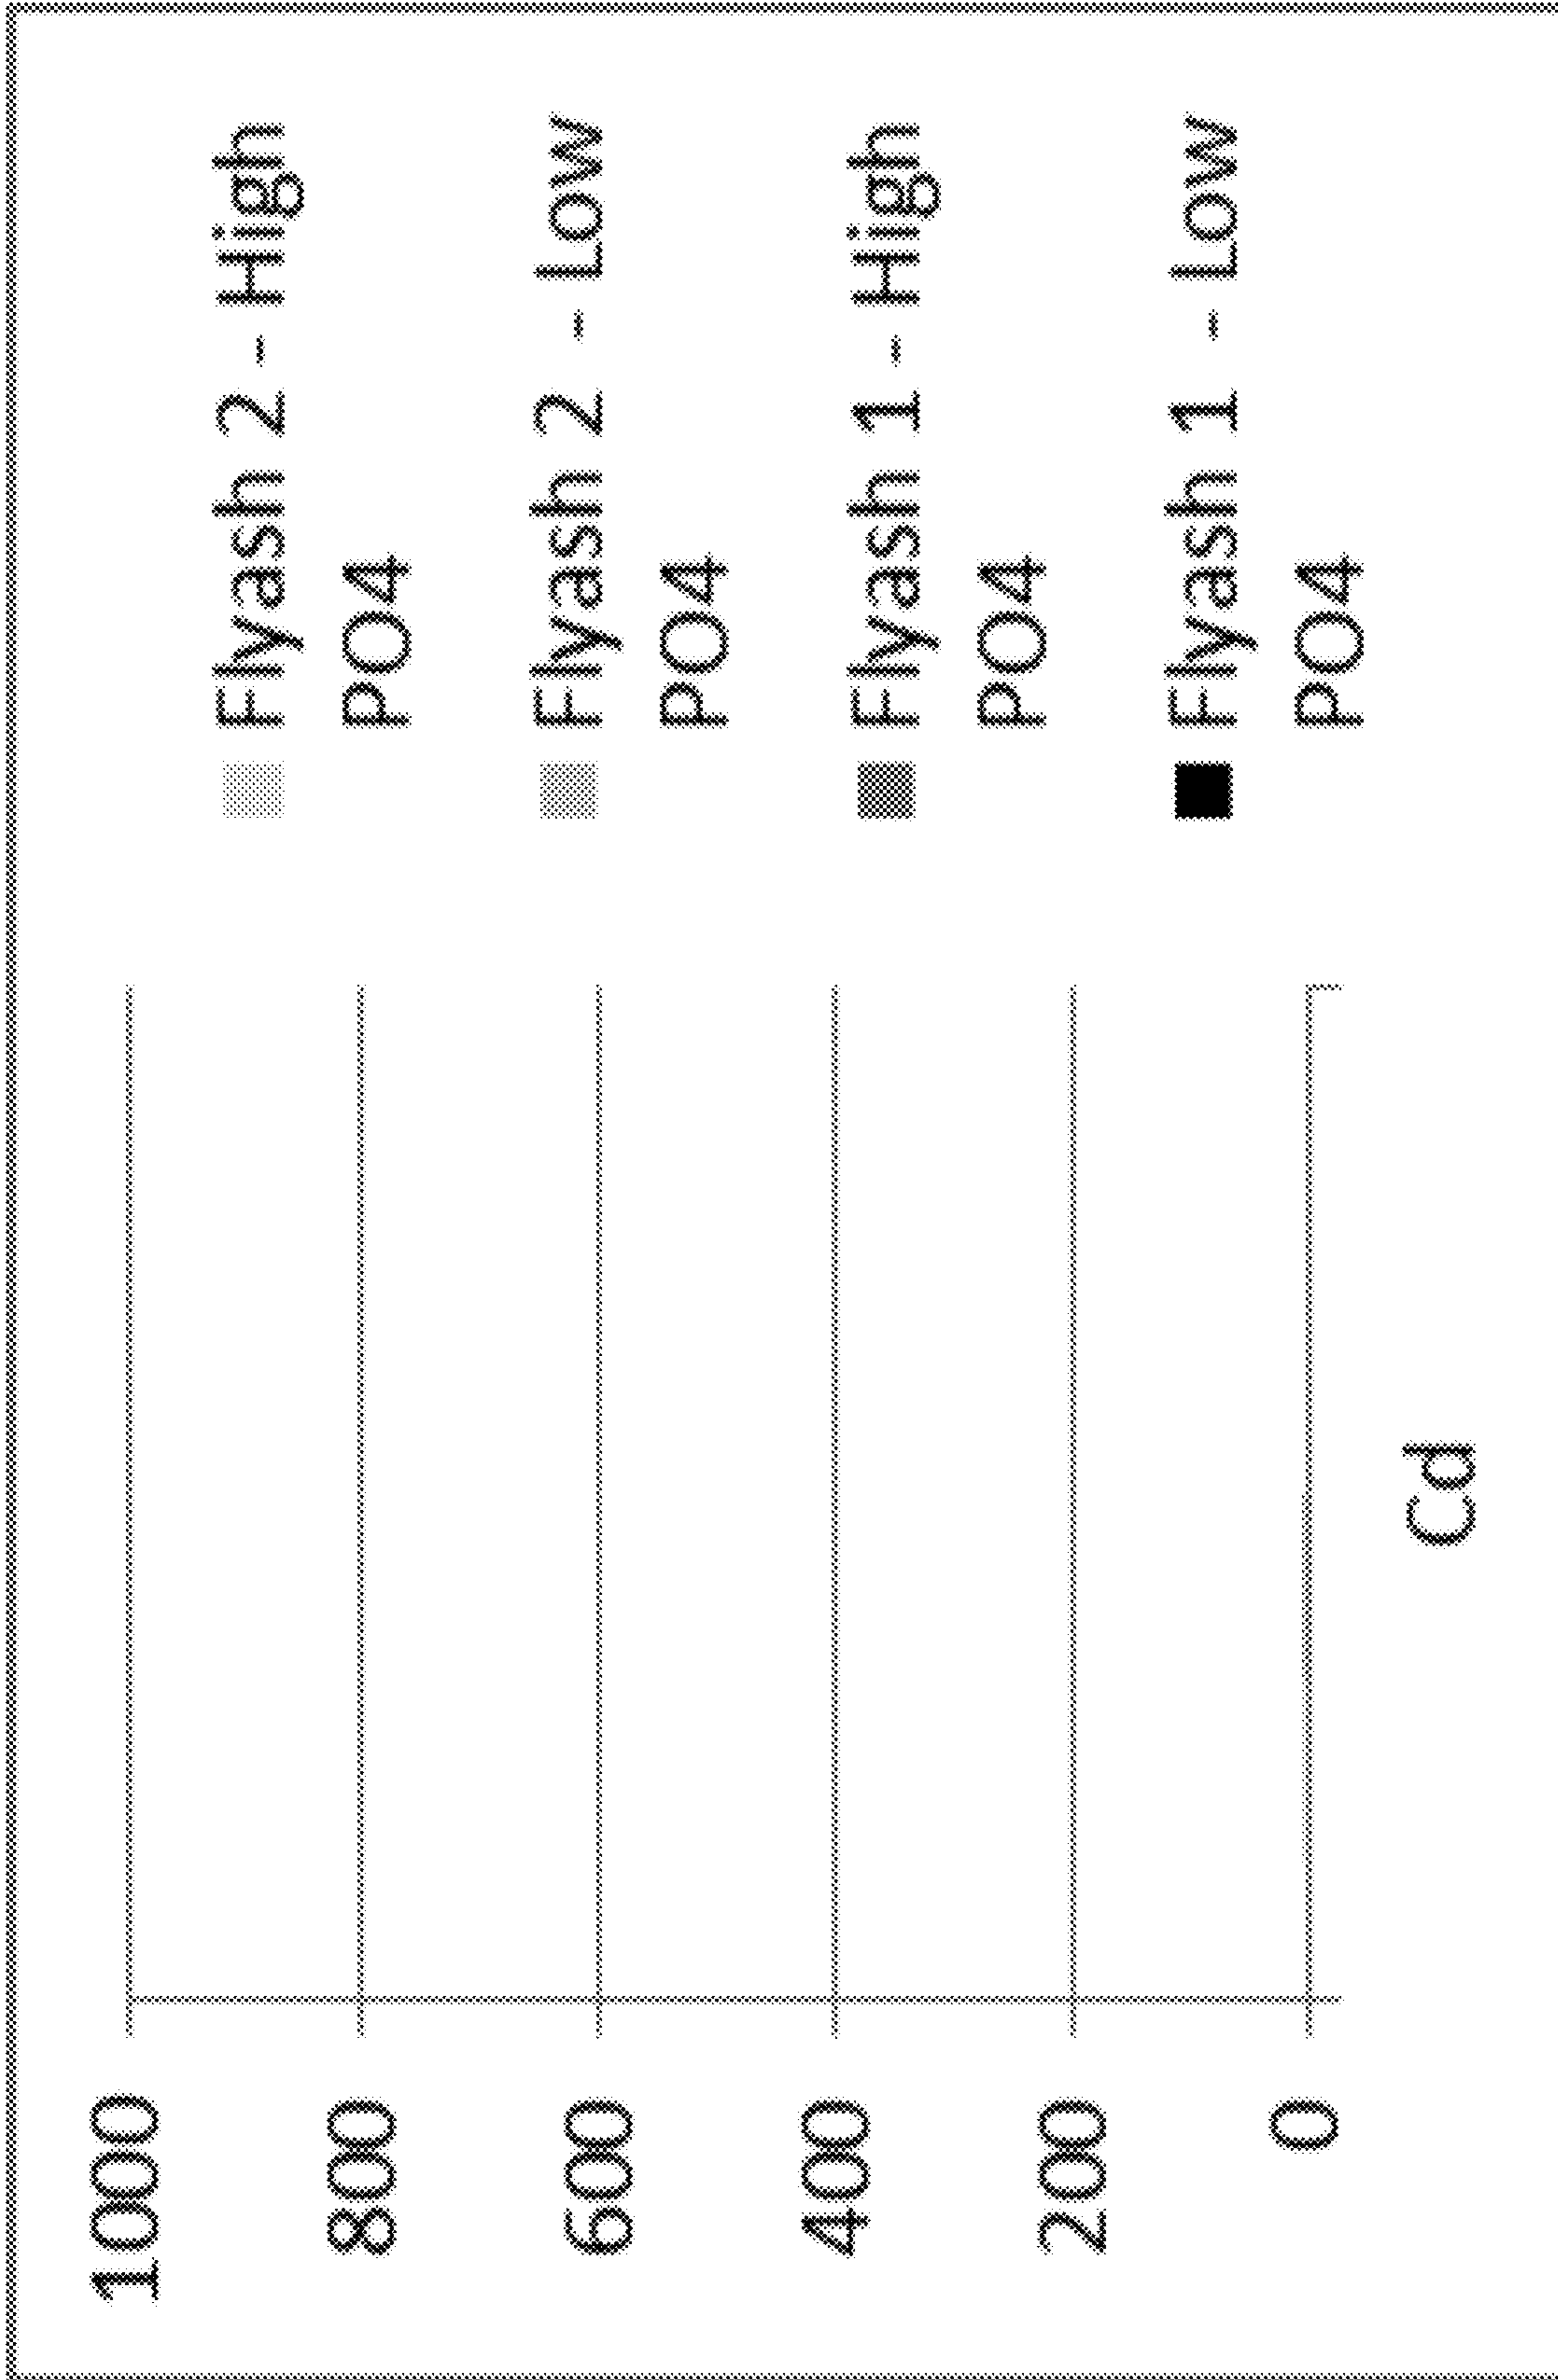 1000
800
600
400
200
0
Cd
Flyash 2 - High
PO4
Flyash 2 - Low
PO4
Flyash 1 - High
PO4
Flyash 1 - Low
PO4